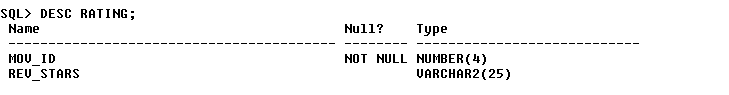 SQL> DESC RATING;
Name Null? Type
----------------------------------------- -------- ----------------------------
MOV_ID NOT NULL NUMBER(4)
REV_STARS VARCHAR2(25)